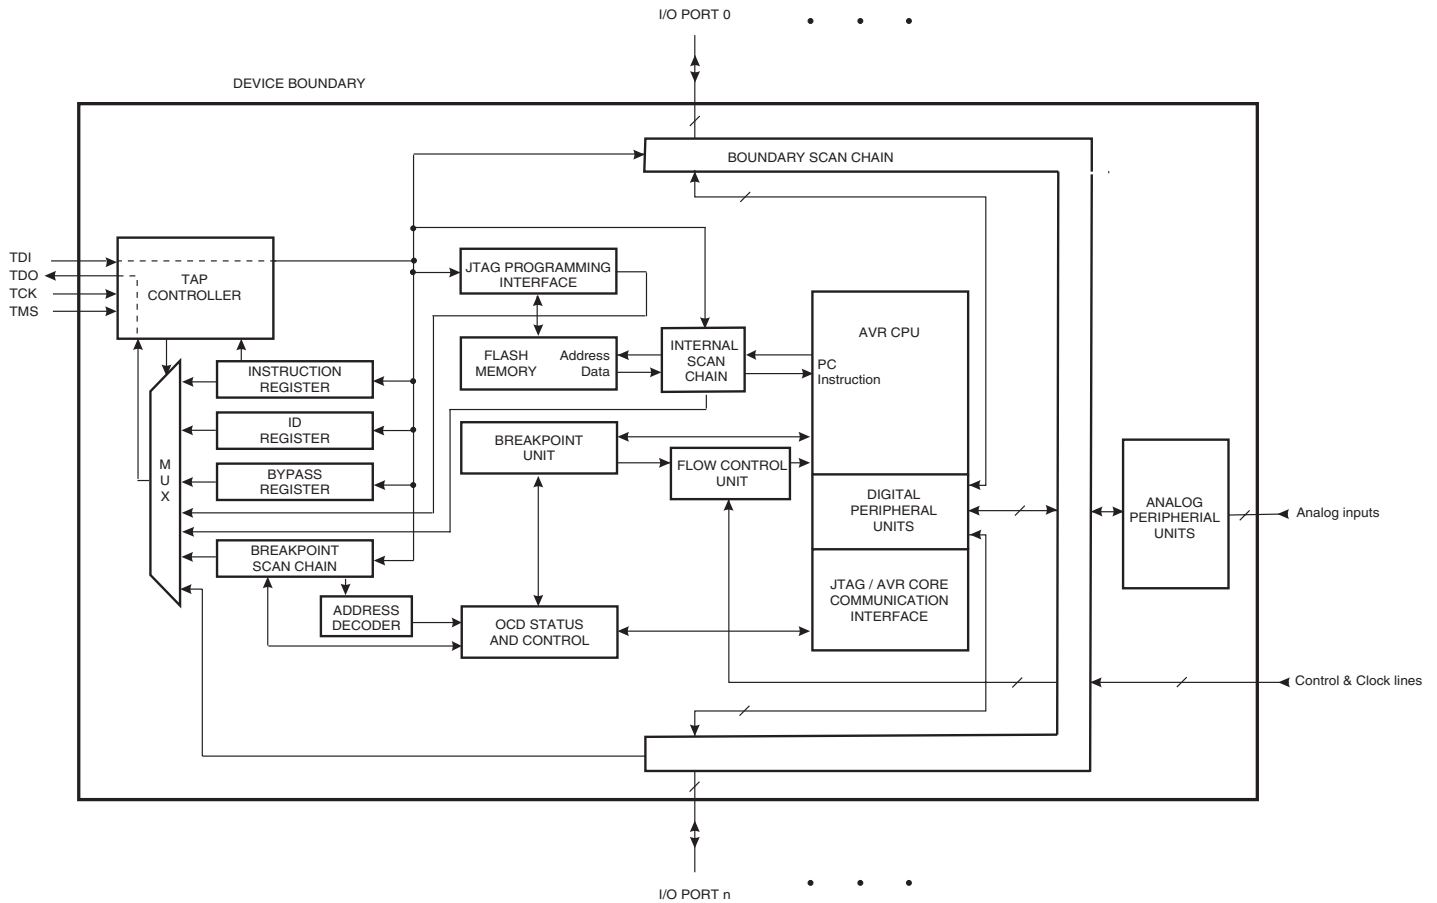 I/O PORT 0
DEVICE BOUNDARY
BOUNDARY SCAN CHAIN
TDI
TDO
TCK
TMS
TAP
CONTROLLER
JTAG PROGRAMMING
INTERFACE
FLASH
MEMORY
Address
Data
INTERNAL
SCAN
CHAIN
AVR CPU
PC
Instruction
INSTRUCTION
REGISTER
ID
REGISTER
BYPASS
REGISTER
M
U
X
BREAKPOINT
UNIT
FLOW CONTROL
UNIT
DIGITAL
PERIPHERAL
UNITS
ANALOG
PERIPHERIAL
UNITS
Analog inputs
BREAKPOINT
SCAN CHAIN
ADDRESS
DECODER
OCD STATUS
AND CONTROL
JTAG / AVR CORE
COMMUNICATION
INTERFACE
Control & Clock lines
I/O PORT n